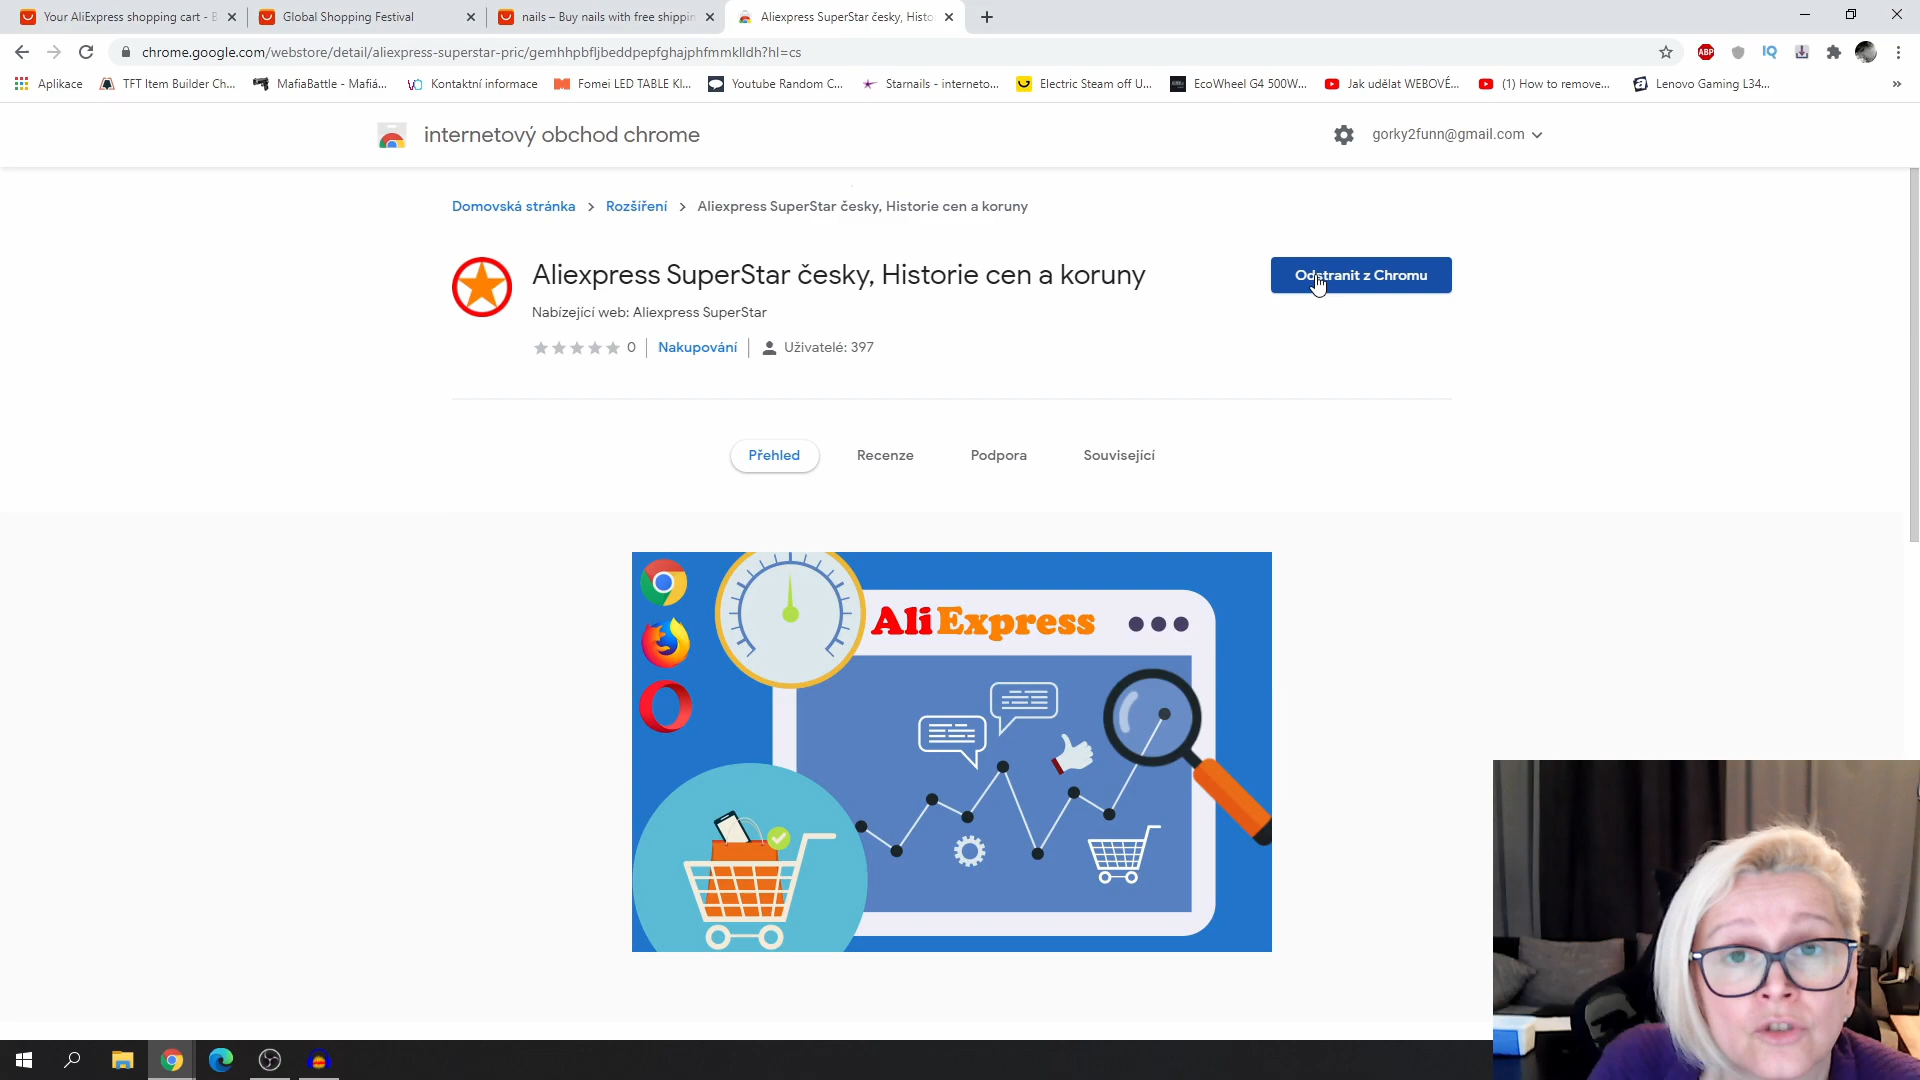 Your AliExpress shopping cart - B
Global Shopping Festival
nails – Buy nails with free shippin
Aliexpress SuperStar česky, Histo
chrome.google.com/webstore/detail/aliexpress-superstar-pric/gemhhpbfljbeddpepfghajphfmmklldh?hl=cs
ABP
IQ
Aplikace
TFT Item Builder Ch...
MafiaBattle - Mafiá...
Kontaktní informace
Fomei LED TABLE Kl...
Youtube Random C...
Starnails - interneto...
Electric Steam off U...
EcoWheel G4 500W...
Jak udělat WEBOVÉ...
(1) How to remove...
Lenovo Gaming L34...
internetový obchod chrome
gorky2funn@gmail.com
Domovská stránka > Rozšíření > Aliexpress SuperStar česky, Historie cen a koruny
Aliexpress SuperStar česky, Historie cen a koruny
Odstranit z Chromu
Nabízející web: Aliexpress SuperStar
0 | Nakupování | Uživatelé: 397
Přehled
Recenze
Podpora
Související
AliExpress